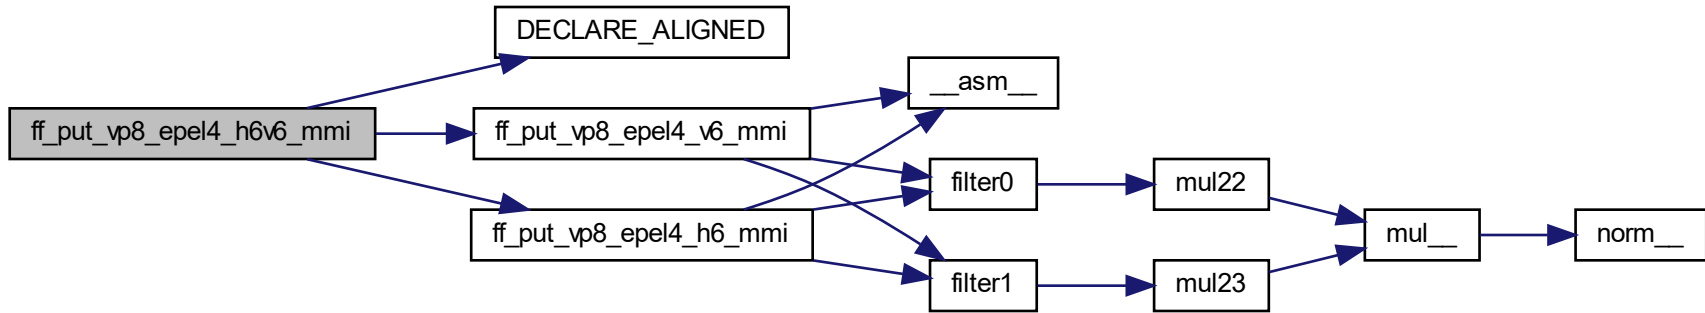 DECLARE_ALIGNED
ff_put_vp8_epel4_h6v6_mmi
ff_put_vp8_epel4_v6_mmi
ff_put_vp8_epel4_h6_mmi
__asm__
filter0
filter1
mul22
mul23
mul__
norm__